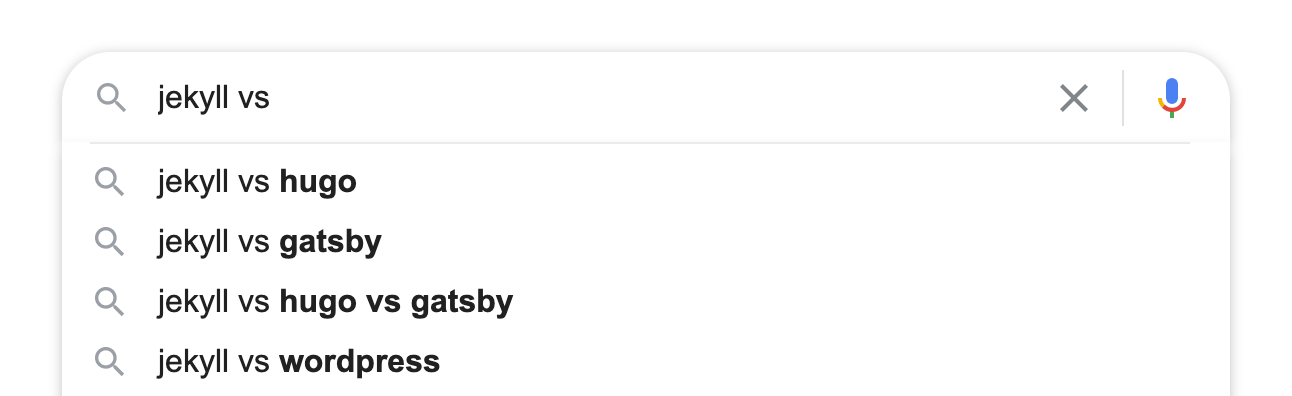 jekyll vs
jekyll vs hugo
jekyll vs gatsby
jekyll vs hugo vs gatsby
jekyll vs wordpress